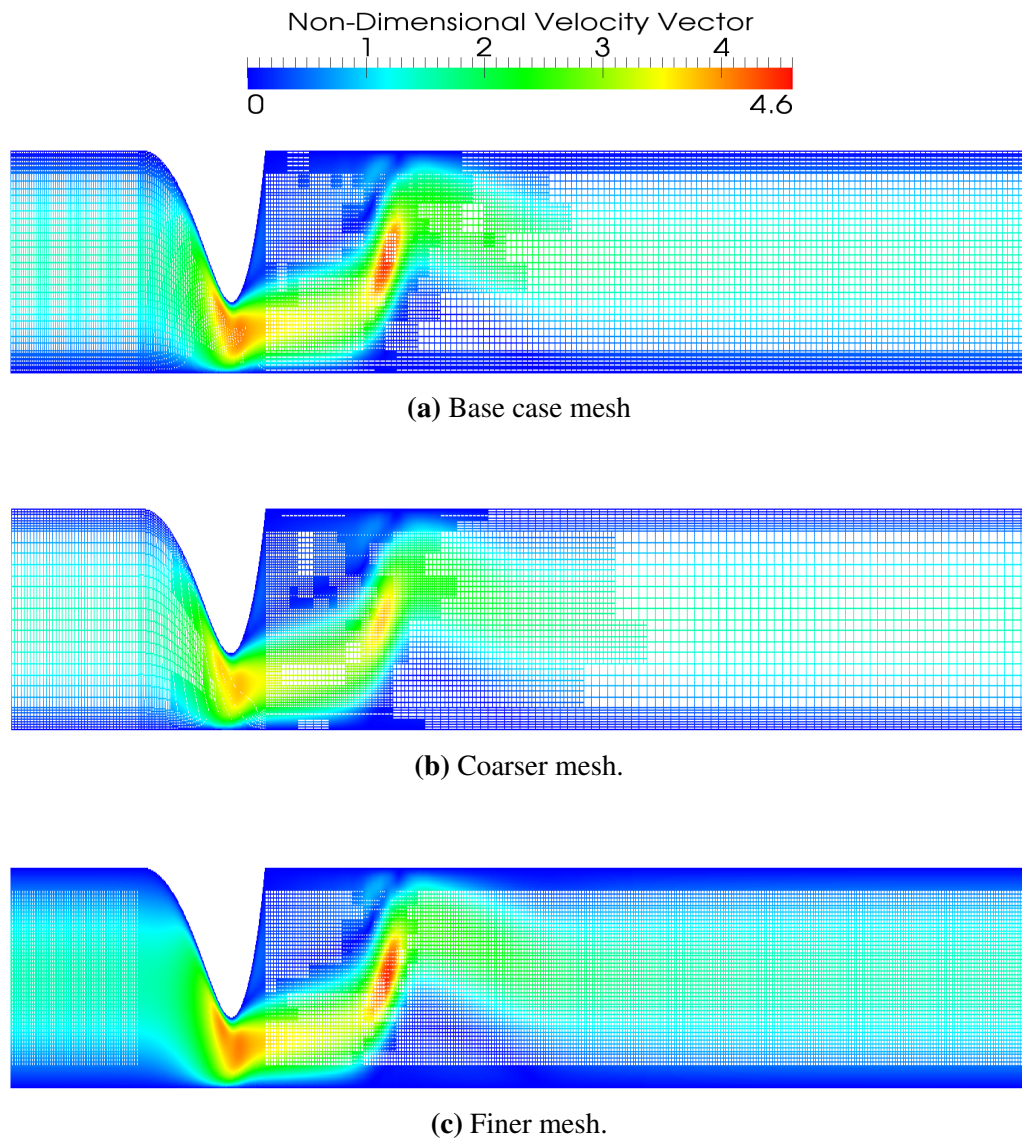 Non-Dimensional Velocity Vector
1 2 3 4
0 4.6
(a) Base case mesh
(b) Coarser mesh.
(c) Finer mesh.